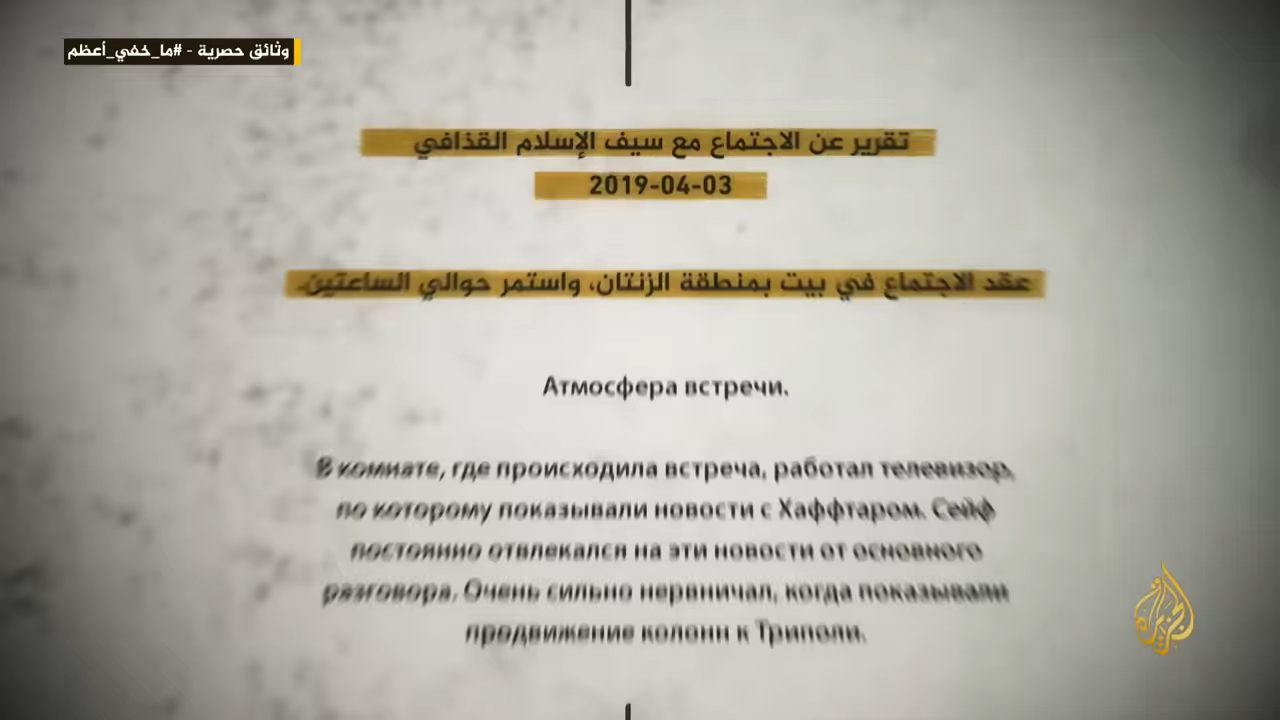 وثائق حصرية - #ما_خفي_أعظم
تقرير عن الاجتماع مع سيف الإسلام القذافي
2019-04-03
عقد الاجتماع في بيت بمنطقة الزنتان، واستمر حوالي الساعتين.
Атмосфера встречи.
В комнате, где происходила встреча, работал телевизор,
по которому показывали новости с Хаффтаром. Сейф
постоянно отвлекался на эти новости от основного
разговора. Очень сильно нервничал, когда показывали
продвижение колонн к Триполи.
الجزيرة